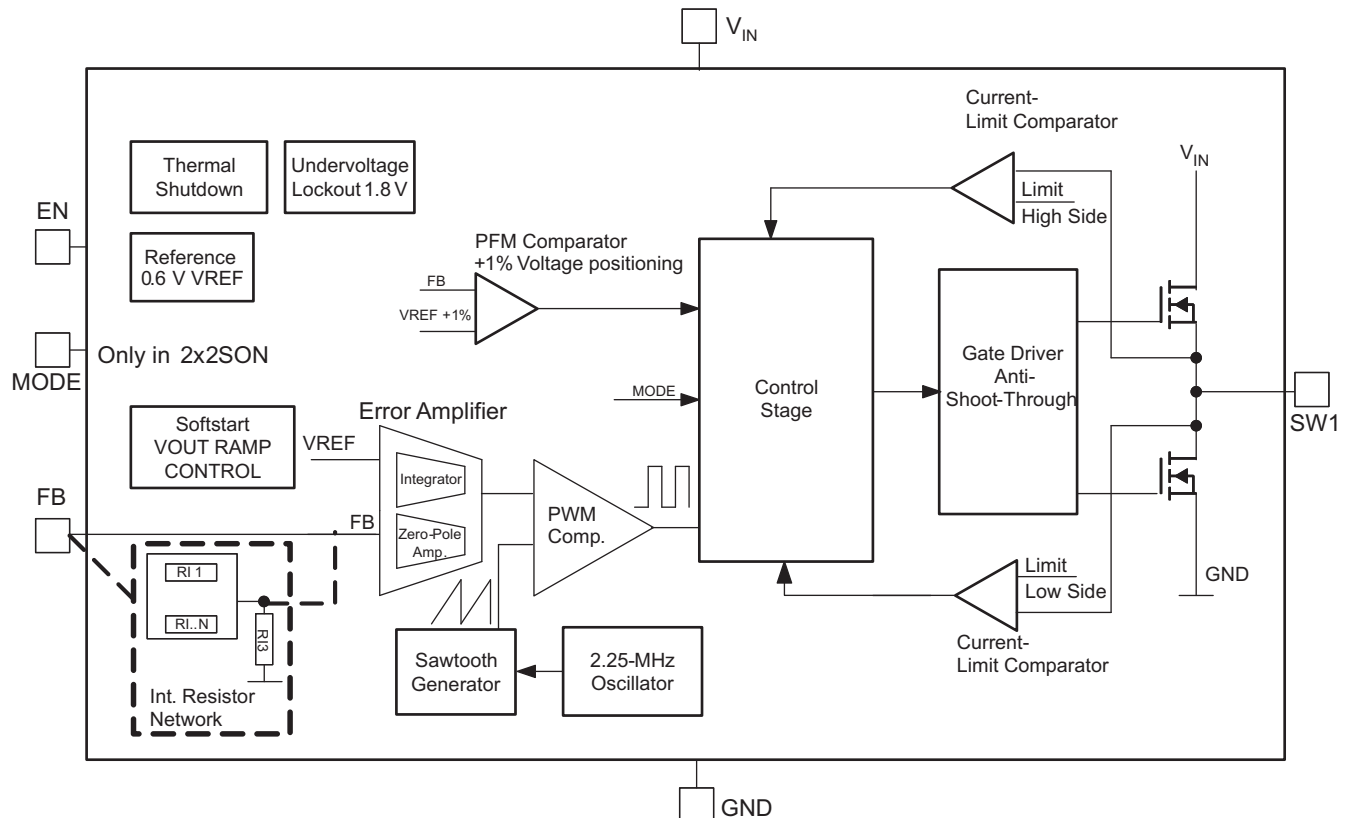 VIN
Current-
Limit Comparator
Thermal
Shutdown
Undervoltage
Lockout 1.8 V
VIN
Limit
High Side
EN
Reference
0.6 V VREF
PFM Comparator
+1% Voltage positioning
FB
VREF +1%
MODE
Only in 2x2SON
Gate Driver
Anti-
Shoot-Through
Control
Stage
MODE
SW1
Softstart
VOUT RAMP
CONTROL
Error Amplifier
VREF
Integrator
FB
FB
Zero-Pole
Amp.
PWM
Comp.
Limit
Low Side
GND
RI 1
RI..N
RI3
Int. Resistor
Network
Current-
Limit Comparator
Sawtooth
Generator
2.25-MHz
Oscillator
GND